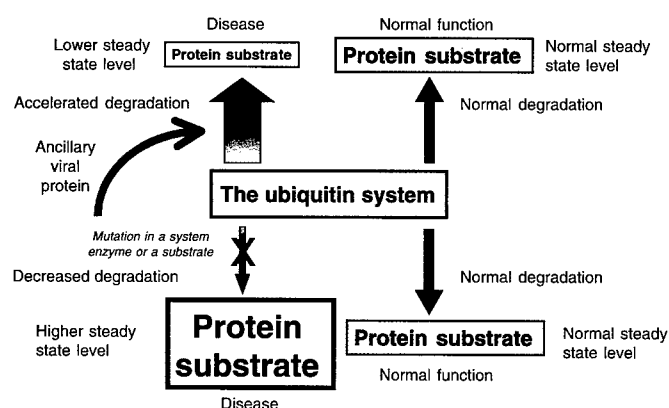 Disease
Normal function
Lower steady
state level
Protein substrate
Protein substrate
Normal steady
state level
Accelerated degradation
Normal degradation
Ancillary
viral
protein
The ubiquitin system
Mutation in a system
enzyme or a substrate
Decreased degradation
Normal degradation
Higher steady
state level
Protein
substrate
Protein substrate
Normal steady
state level
Normal function
Disease